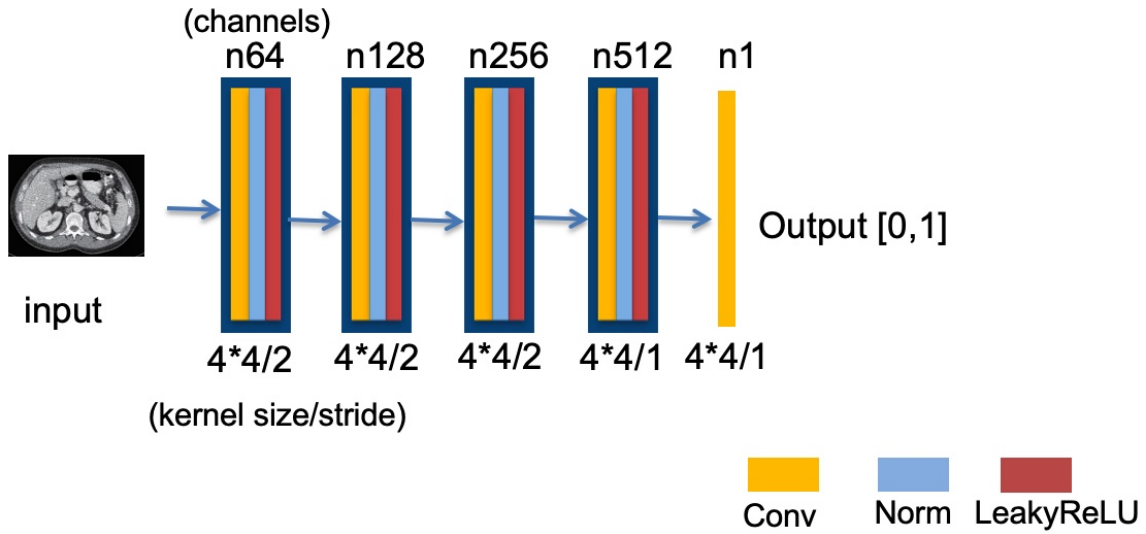 (channels)
n64 n128 n256 n512 n1
input
Output [0,1]
4*4/2 4*4/2 4*4/2 4*4/1 4*4/1
(kernel size/stride)
Conv Norm LeakyReLU